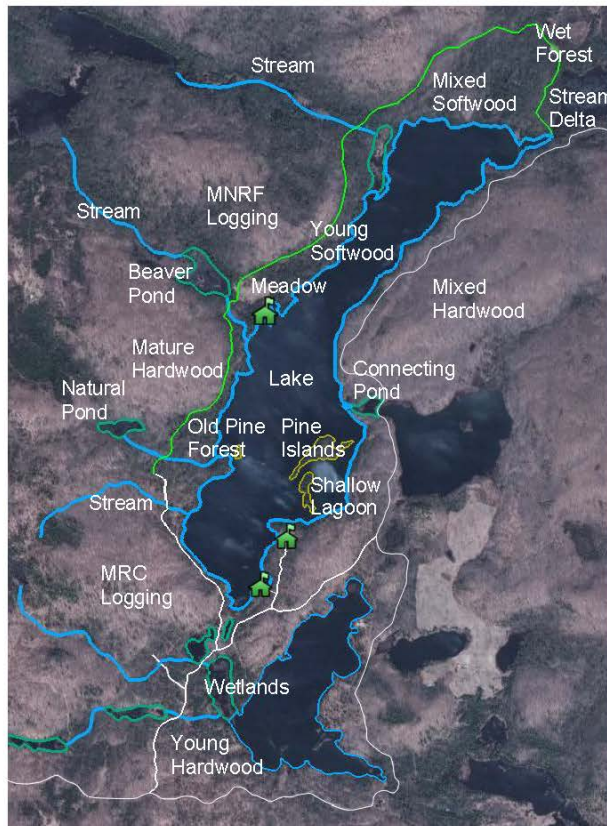 Wet
Forest
Stream
Mixed
Softwood
Stream
Delta
MNRF
Logging
Stream
Young
Softwood
Beaver
Pond
Meadow
Mixed
Hardwood
Mature
Hardwood
Lake
Connecting
Pond
Natural
Pond
Old Pine
Forest
Pine
Islands
Shallow
Lagoon
Stream
MRC
Logging
Wetlands
Young
Hardwood